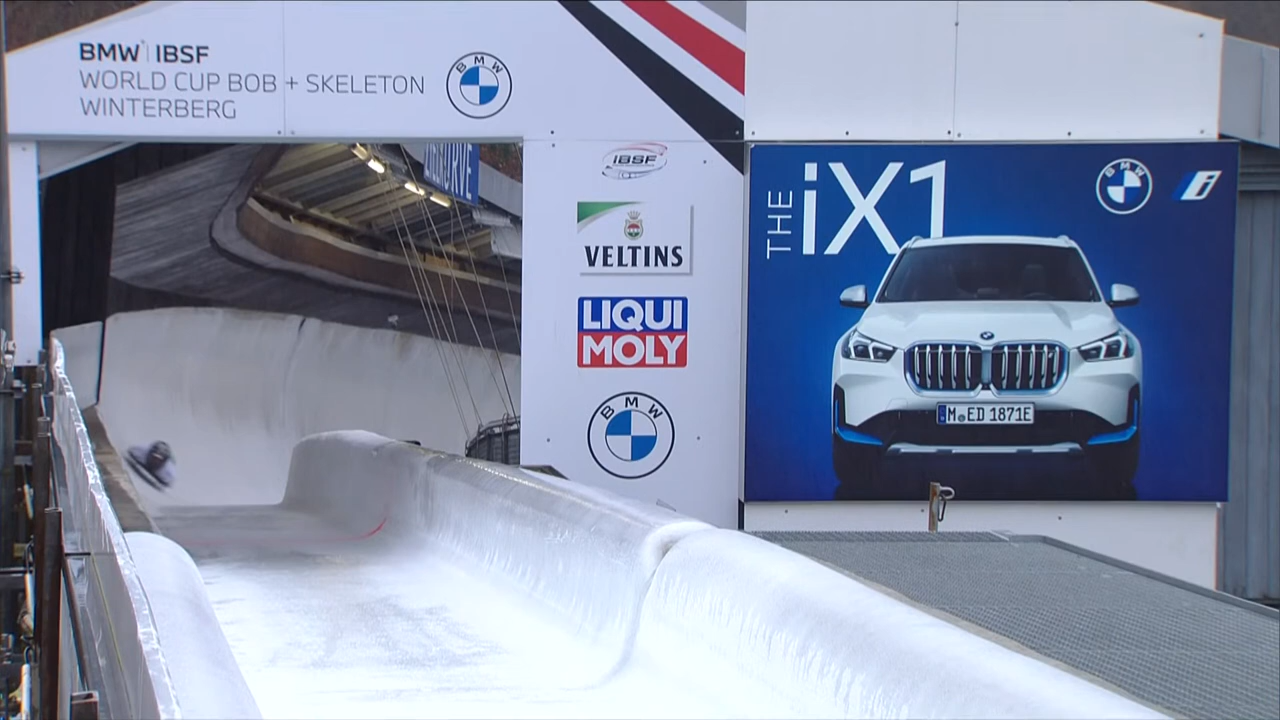 BMW IBSF
WORLD CUP BOB + SKELETON
WINTERBERG
BMW
IBSF
VELTINS
LIQUI
MOLY
BMW
THE iX1
BMW
i
M ED 1871E